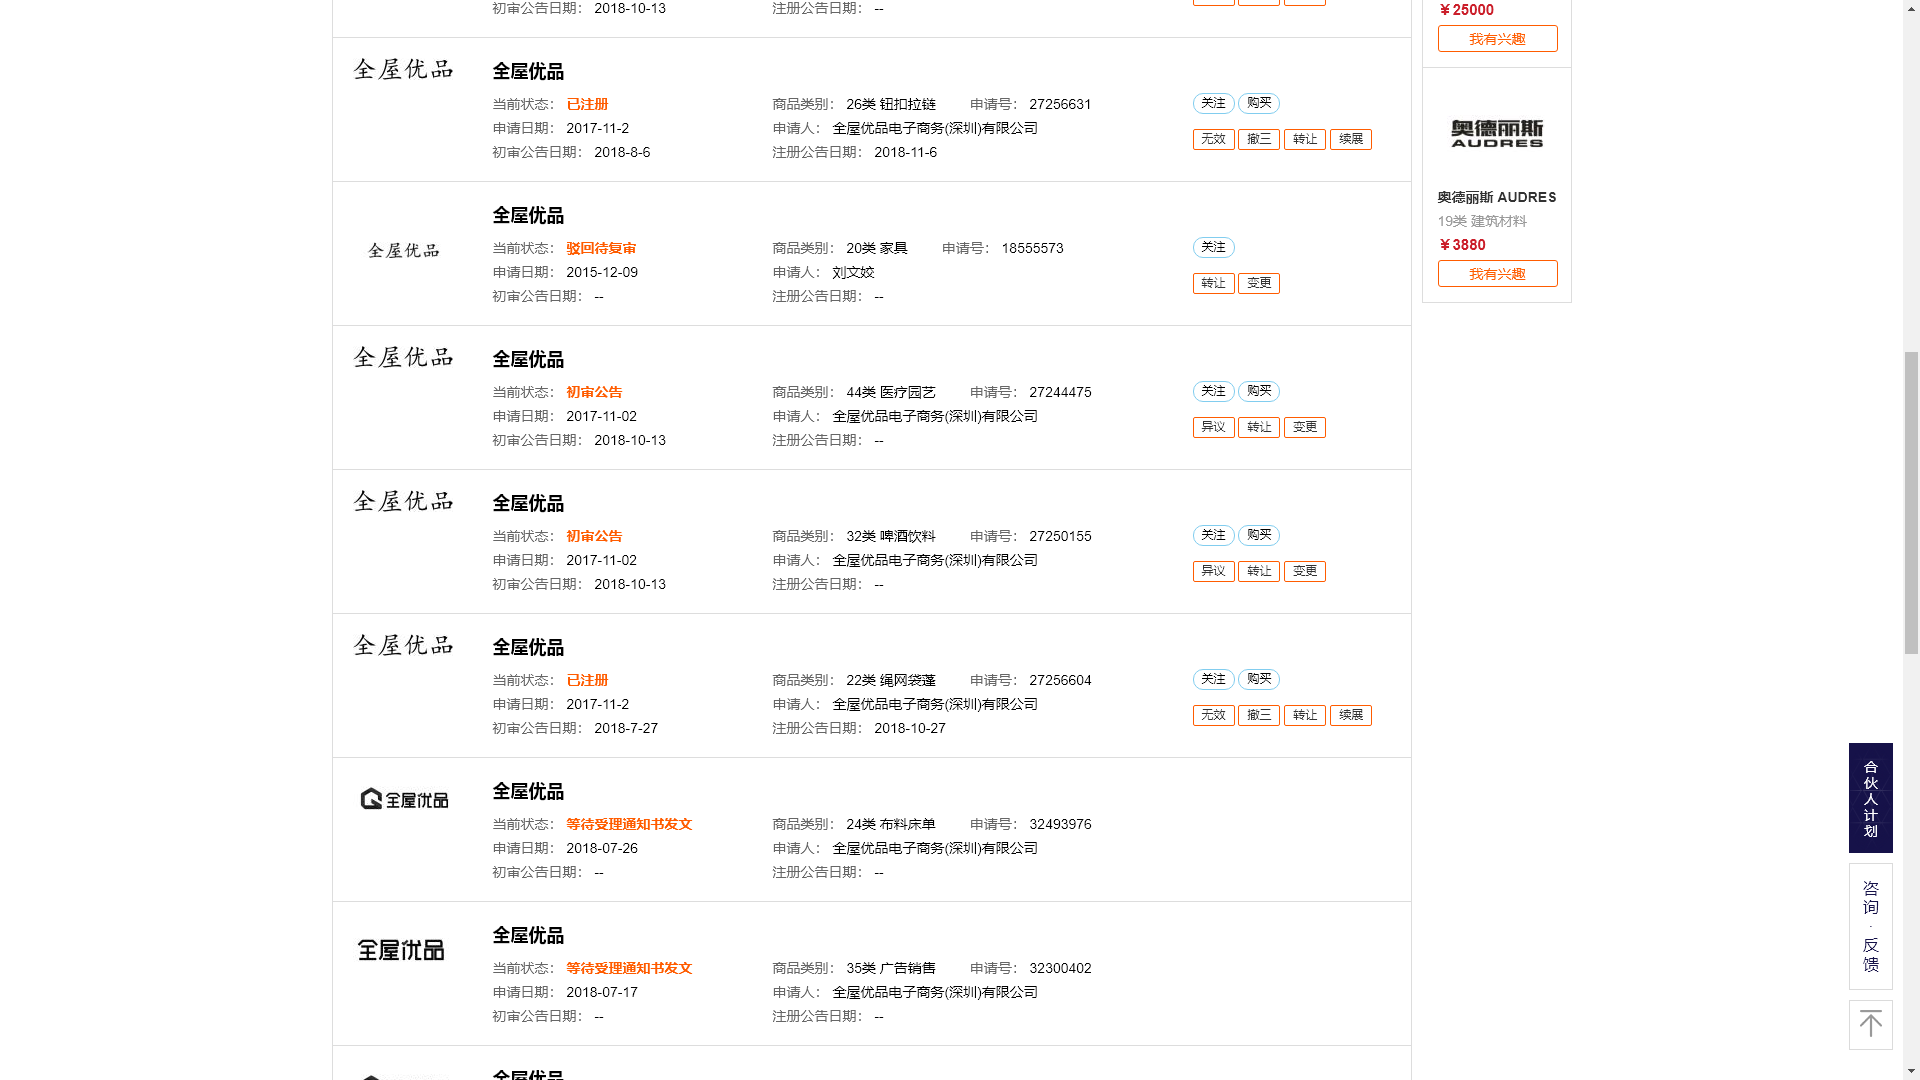 初审公告日期： 2018-10-13 注册公告日期： --
全屋优品
全屋优品
当前状态： 已注册 商品类别： 26类 钮扣拉链 申请号： 27256631 关注 购买
申请日期： 2017-11-2 申请人： 全屋优品电子商务(深圳)有限公司
无效 撤三 转让 续展
初审公告日期： 2018-8-6 注册公告日期： 2018-11-6
全屋优品
全屋优品
当前状态： 驳回待复审 商品类别： 20类 家具 申请号： 18555573 关注
申请日期： 2015-12-09 申请人： 刘文姣
转让 变更
初审公告日期： -- 注册公告日期： --
全屋优品
全屋优品
当前状态： 初审公告 商品类别： 44类 医疗园艺 申请号： 27244475 关注 购买
申请日期： 2017-11-02 申请人： 全屋优品电子商务(深圳)有限公司
异议 转让 变更
初审公告日期： 2018-10-13 注册公告日期： --
全屋优品
全屋优品
当前状态： 初审公告 商品类别： 32类 啤酒饮料 申请号： 27250155 关注 购买
申请日期： 2017-11-02 申请人： 全屋优品电子商务(深圳)有限公司
异议 转让 变更
初审公告日期： 2018-10-13 注册公告日期： --
全屋优品
全屋优品
当前状态： 已注册 商品类别： 22类 绳网袋蓬 申请号： 27256604 关注 购买
申请日期： 2017-11-2 申请人： 全屋优品电子商务(深圳)有限公司
无效 撤三 转让 续展
初审公告日期： 2018-7-27 注册公告日期： 2018-10-27
全屋优品
全屋优品
当前状态： 等待受理通知书发文 商品类别： 24类 布料床单 申请号： 32493976
申请日期： 2018-07-26 申请人： 全屋优品电子商务(深圳)有限公司
初审公告日期： -- 注册公告日期： --
全屋优品
全屋优品
当前状态： 等待受理通知书发文 商品类别： 35类 广告销售 申请号： 32300402
申请日期： 2018-07-17 申请人： 全屋优品电子商务(深圳)有限公司
初审公告日期： -- 注册公告日期： --
全屋优品
￥25000
我有兴趣
奥德丽斯
AUDRES
奥德丽斯 AUDRES
19类 建筑材料
￥3880
我有兴趣
合伙人计划
咨询·反馈